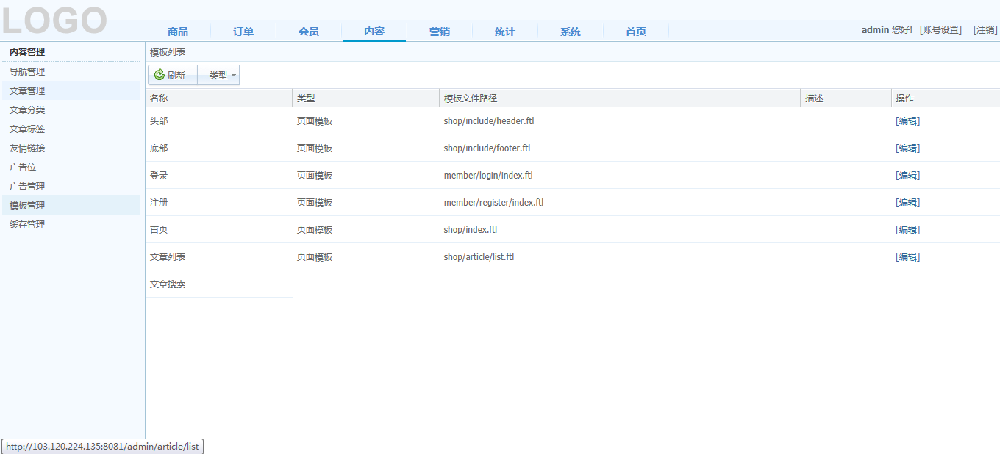 LOGO
商品 订单 会员 内容 营销 统计 系统 首页
admin 您好! [账号设置] [注销]
内容管理
导航管理
文章管理
文章分类
文章标签
友情链接
广告位
广告管理
模板管理
缓存管理
模板列表
刷新 类型
名称 类型 模板文件路径 描述 操作
头部 页面模板 shop/include/header.ftl [编辑]
底部 页面模板 shop/include/footer.ftl [编辑]
登录 页面模板 member/login/index.ftl [编辑]
注册 页面模板 member/register/index.ftl [编辑]
首页 页面模板 shop/index.ftl [编辑]
文章列表 页面模板 shop/article/list.ftl [编辑]
文章搜索
http://103.120.224.135:8081/admin/article/list